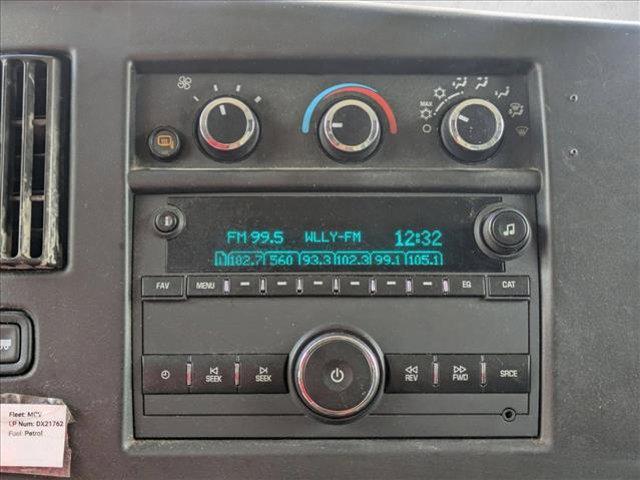 MAX
FM 99.5 WLLY-FM 12:32
1 102.7 560 93.3 102.3 99.1 105.1
FAV MENU EQ CAT
SEEK SEEK REV FWD SRCE
Fleet: MCV
LP Num: DX21762
Fuel: Petrol